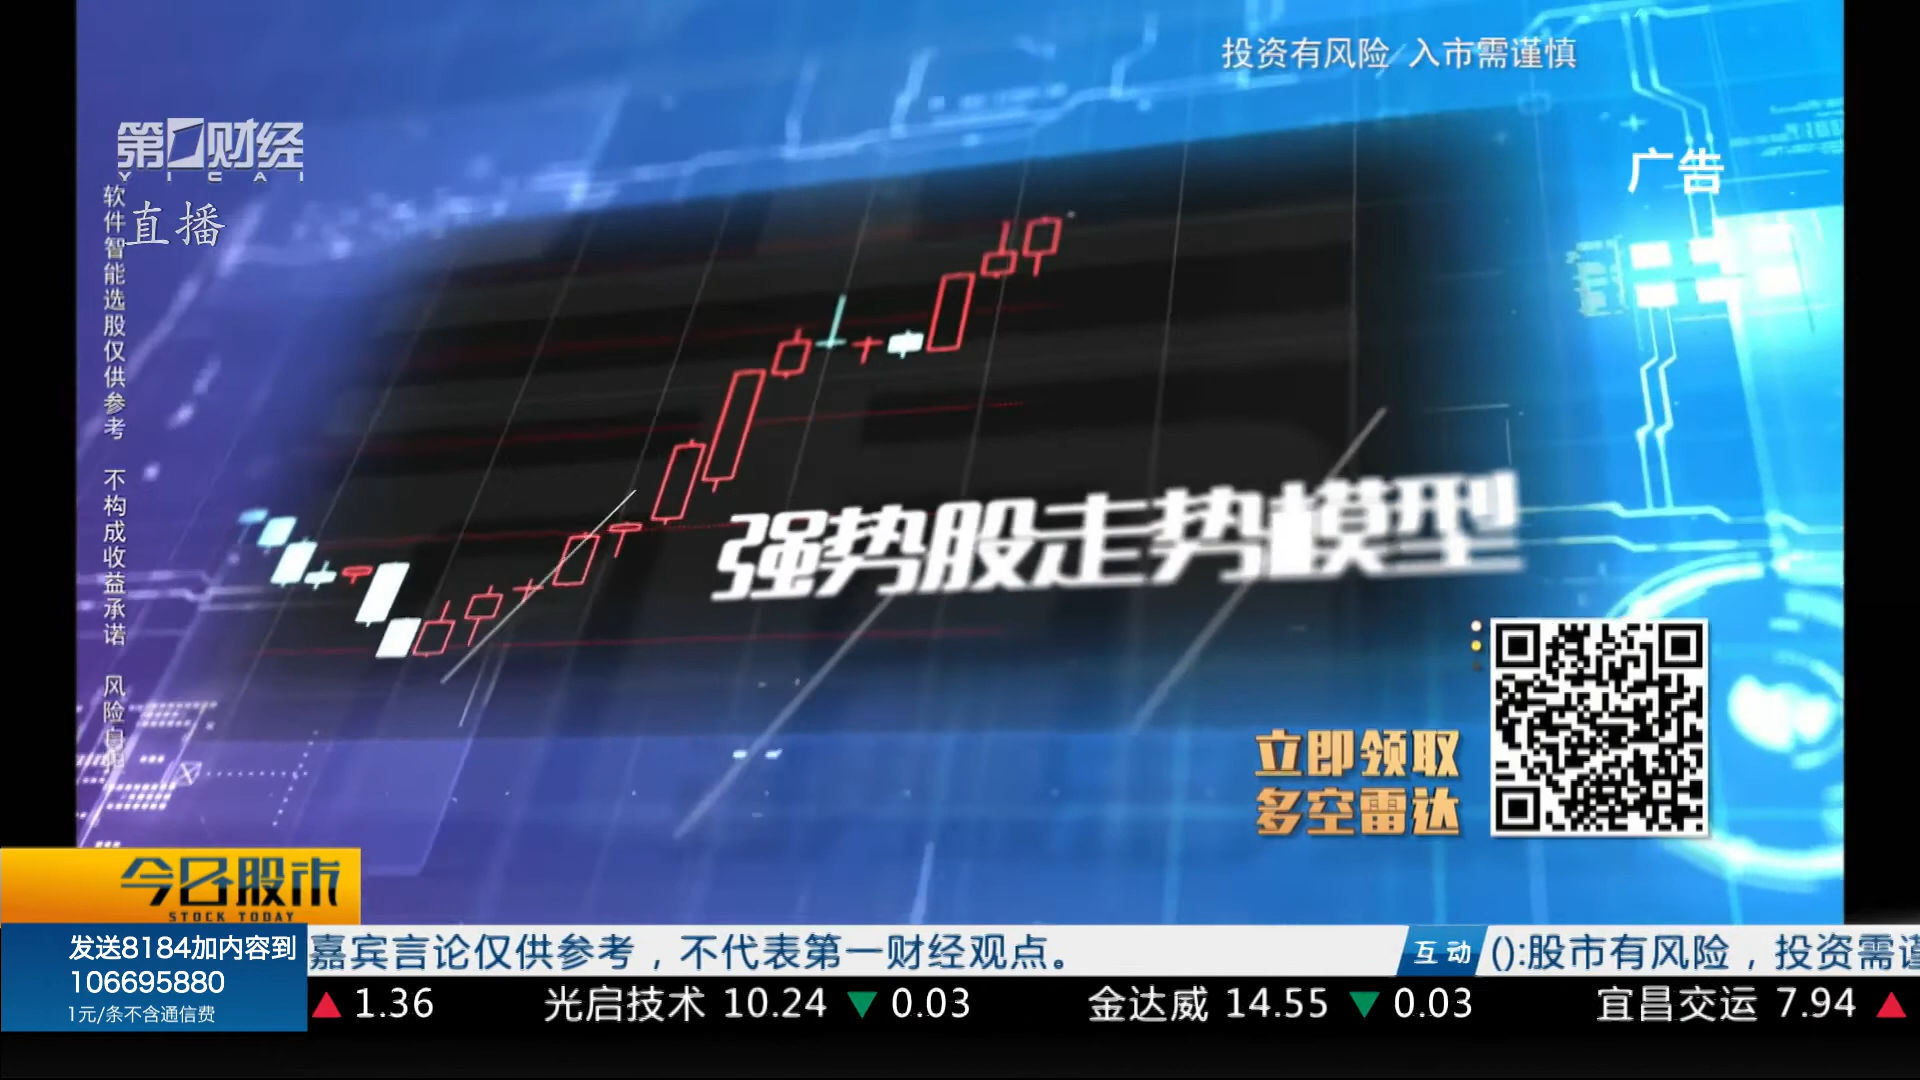 投资有风险 入市需谨慎
第一财经
YICAI
直播
广告
软件智能选股仅供参考 不构成收益承诺 风险自担
强势股走势模型
立即领取
多空雷达
今日股市
STOCK TODAY
发送8184加内容到
106695880
1元/条不含通信费
嘉宾言论仅供参考，不代表第一财经观点。
互动
():股市有风险，投资需谨
▲ 1.36 光启技术 10.24 ▼ 0.03 金达威 14.55 ▼ 0.03 宜昌交运 7.94 ▲